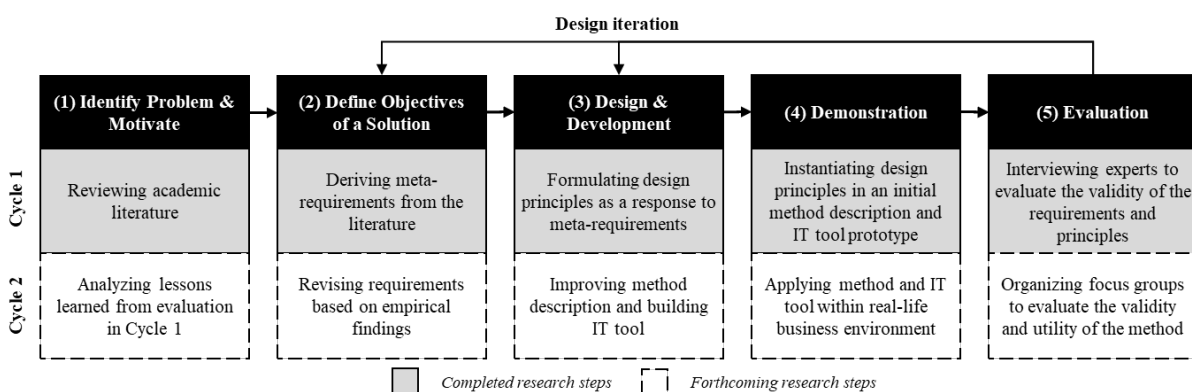 Design iteration
(1) Identify Problem &
Motivate
(2) Define Objectives
of a Solution
(3) Design &
Development
(4) Demonstration
(5) Evaluation
Cycle 1
Reviewing academic
literature
Deriving meta-
requirements from the
literature
Formulating design
principles as a response to
meta-requirements
Instantiating design
principles in an initial
method description and
IT tool prototype
Interviewing experts to
evaluate the validity of the
requirements and
principles
Cycle 2
Analyzing lessons
learned from evaluation
in Cycle 1
Revising requirements
based on empirical
findings
Improving method
description and building
IT tool
Applying method and IT
tool within real-life
business environment
Organizing focus groups
to evaluate the validity
and utility of the method
Completed research steps
Forthcoming research steps